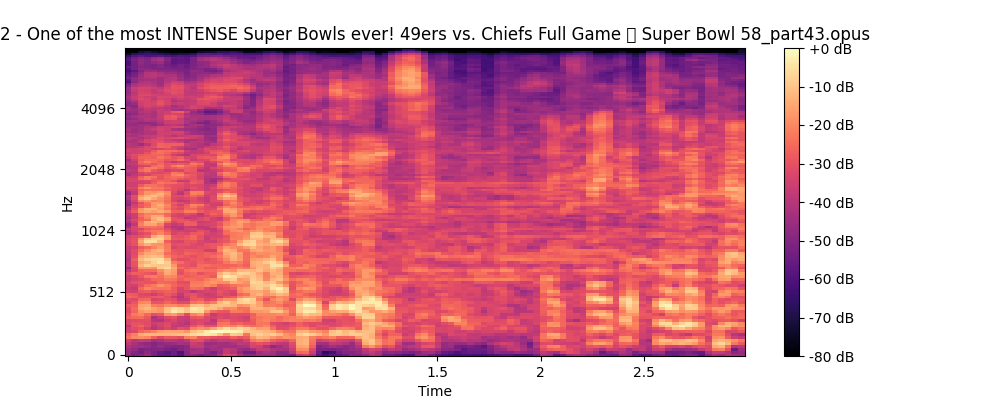 2 - One of the most INTENSE Super Bowls ever! 49ers vs. Chiefs Full Game ▯ Super Bowl 58_part43.opus
+0 dB
4096
-10 dB
-20 dB
2048
-30 dB
Hz
1024
-40 dB
-50 dB
512
-60 dB
-70 dB
0
-80 dB
0
0.5
1
1.5
2
2.5
Time